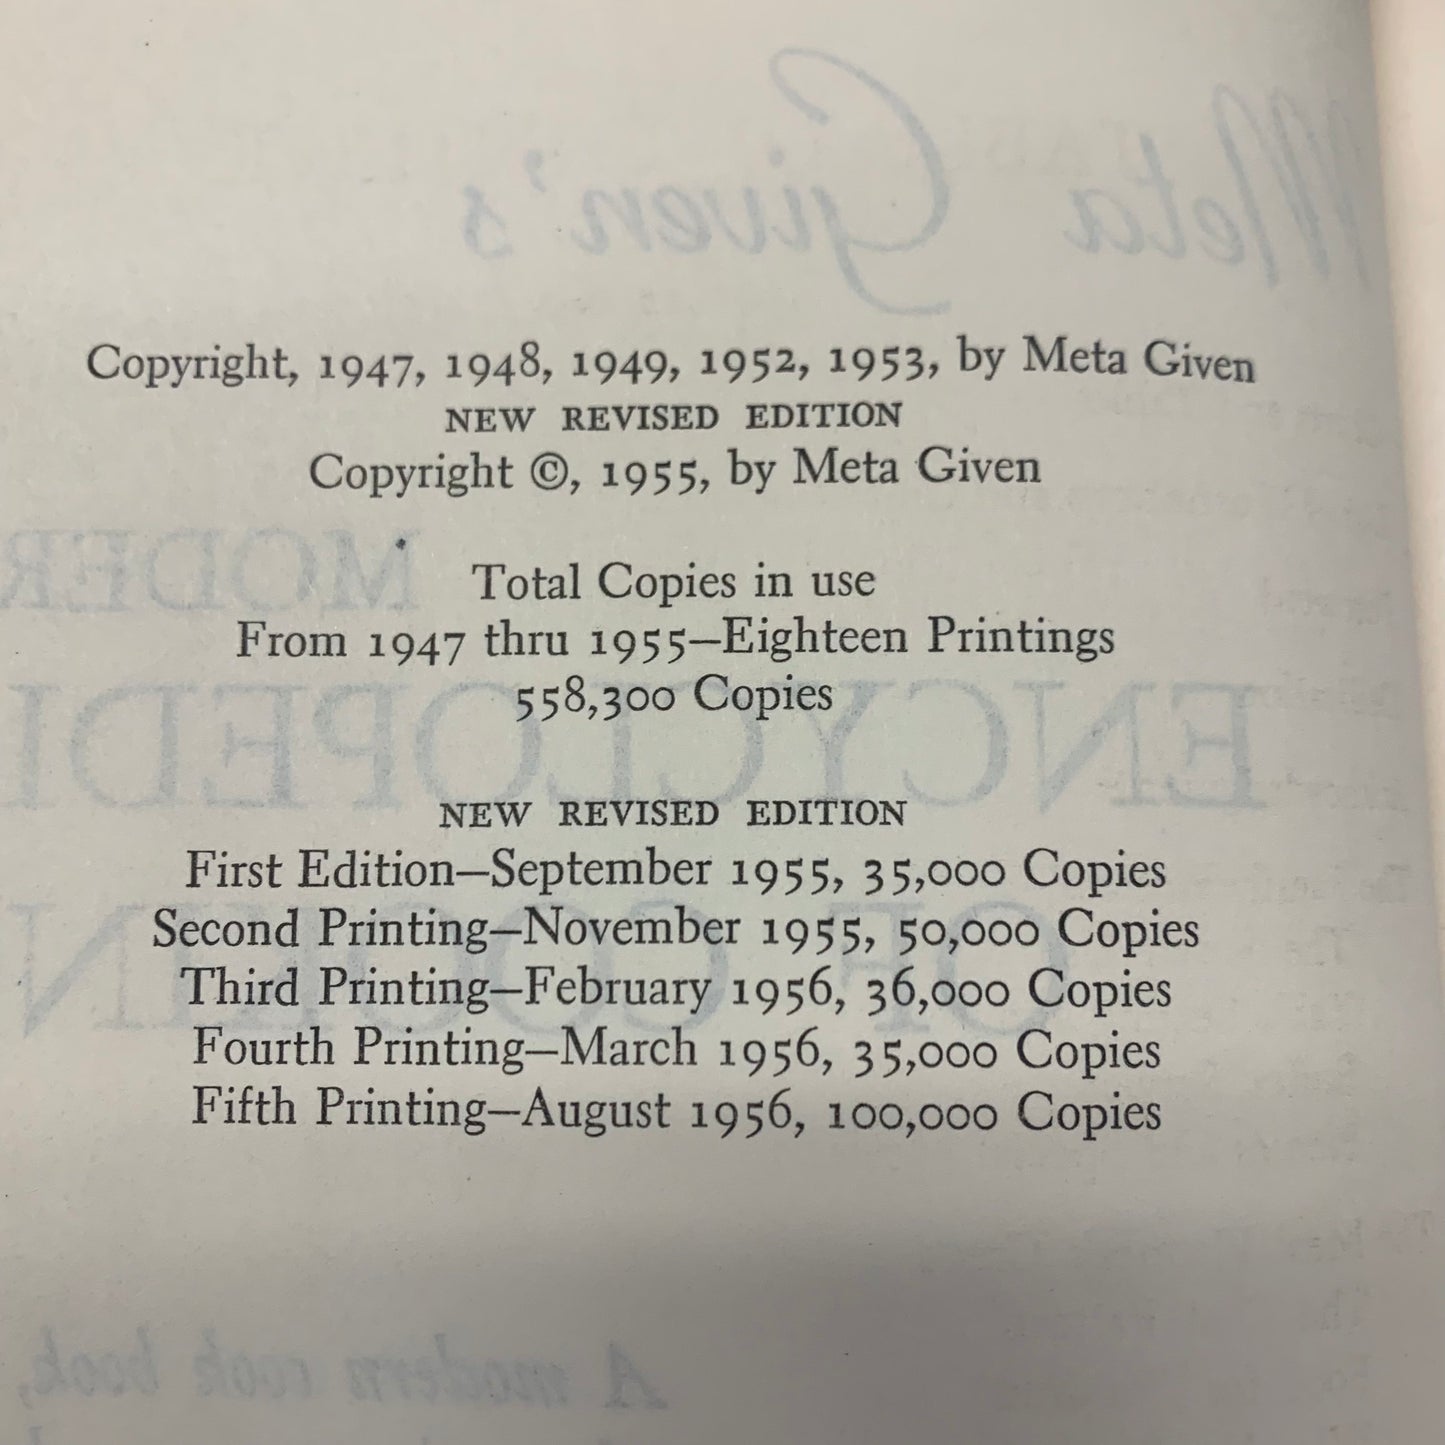 Meta Given's
Copyright, 1947, 1948, 1949, 1952, 1953, by Meta Given
NEW REVISED EDITION
Copyright ©, 1955, by Meta Given
MODER
Total Copies in use
From 1947 thru 1955—Eighteen Printings
558,300 Copies
ENCYCLOPEDI
NEW REVISED EDITION
First Edition—September 1955, 35,000 Copies
Second Printing—November 1955, 50,000 Copies
OF COOKIN
Third Printing—February 1956, 36,000 Copies
Fourth Printing—March 1956, 35,000 Copies
Fifth Printing—August 1956, 100,000 Copies
A modern cook book,